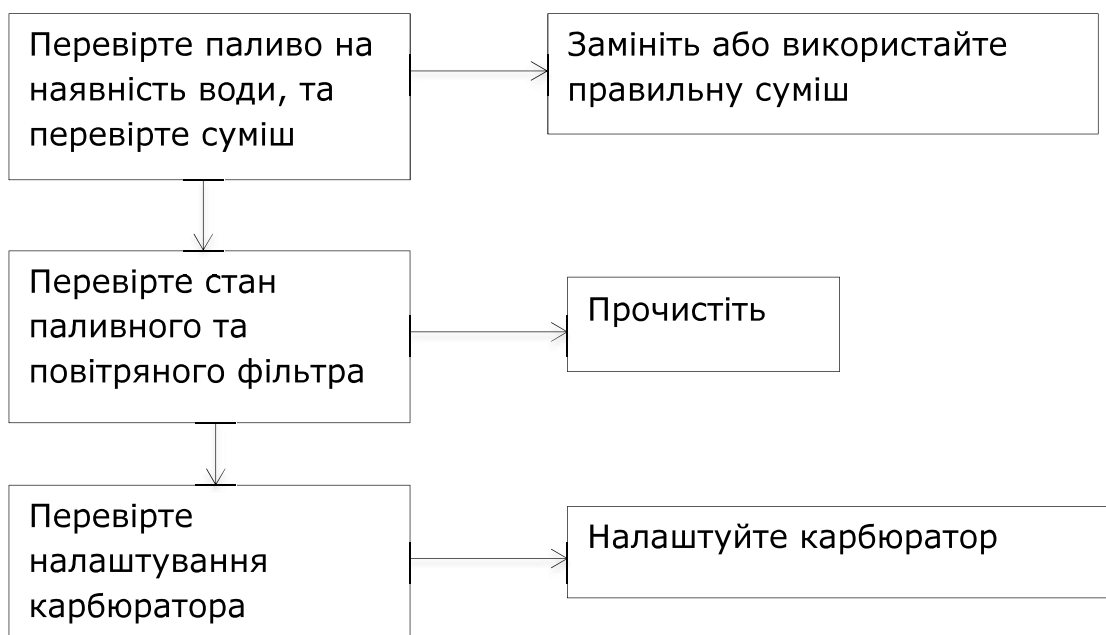 Перевірте паливо на
наявність води, та
перевірте суміш
Замініть або використайте
правильну суміш
Перевірте стан
паливного та
повітряного фільтра
Прочистіть
Перевірте
налаштування
карбюратора
Налаштуйте карбюратор